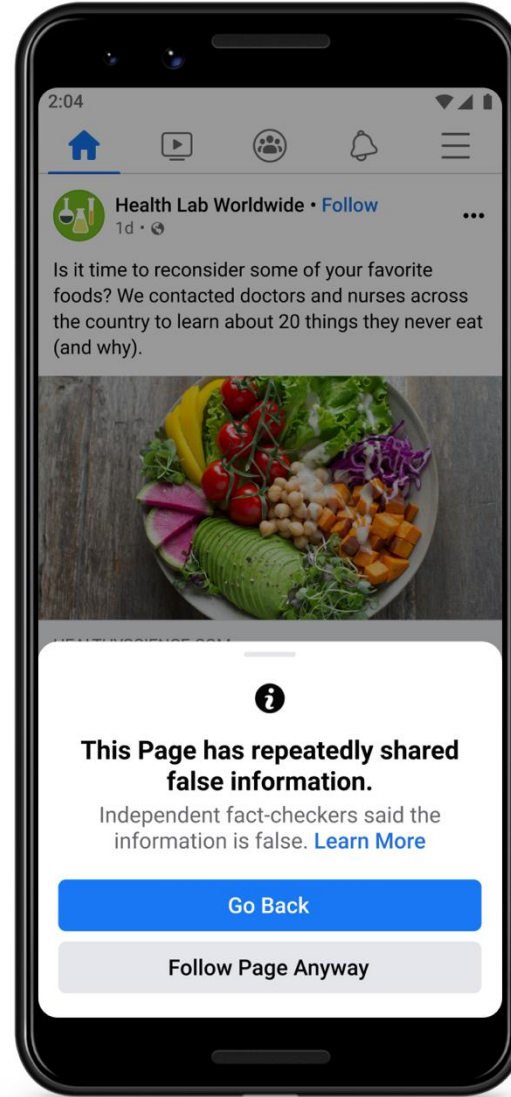 2:04
Health Lab Worldwide • Follow
1d •
Is it time to reconsider some of your favorite
foods? We contacted doctors and nurses across
the country to learn about 20 things they never eat
(and why).
This Page has repeatedly shared
false information.
Independent fact-checkers said the
information is false. Learn More
Go Back
Follow Page Anyway